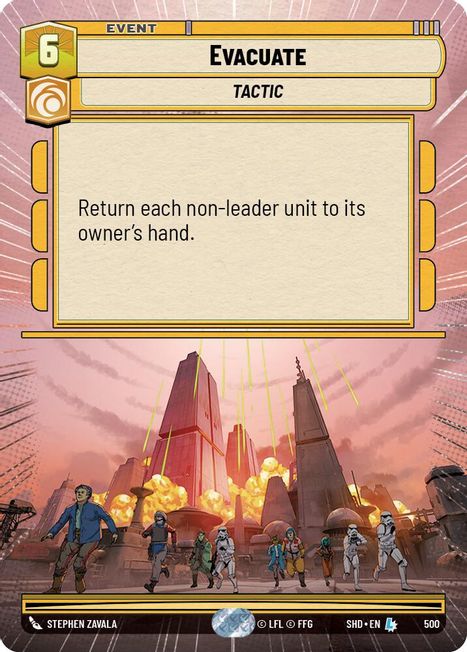 EVENT
6
EVACUATE
TACTIC
Return each non-leader unit to its
owner's hand.
STEPHEN ZAVALA
© LFL © FFG
SHD • EN
500